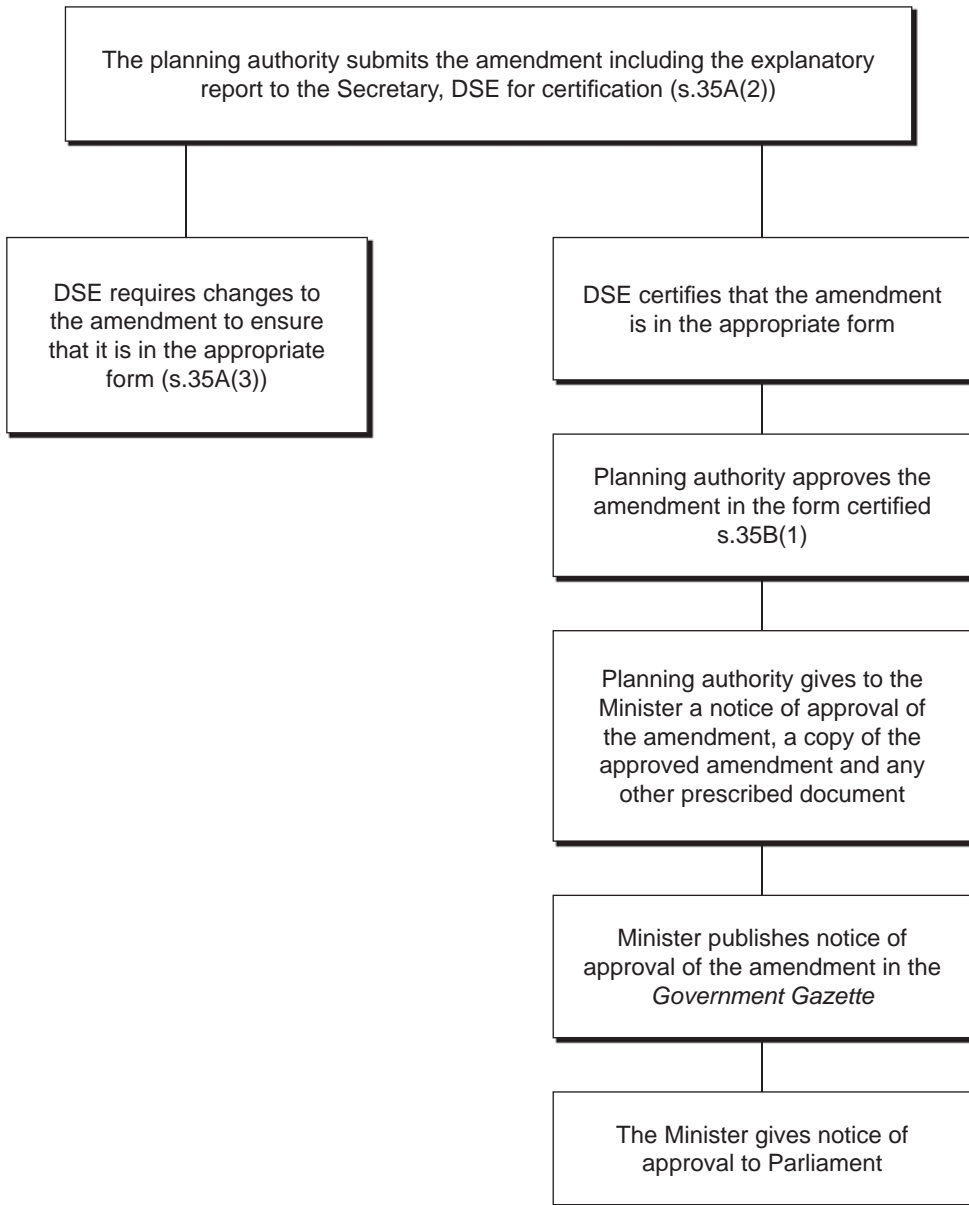 The planning authority submits the amendment including the explanatory
report to the Secretary, DSE for certification (s.35A(2))
DSE requires changes to
the amendment to ensure
that it is in the appropriate
form (s.35A(3))
DSE certifies that the amendment
is in the appropriate form
Planning authority approves the
amendment in the form certified
s.35B(1)
Planning authority gives to the
Minister a notice of approval of
the amendment, a copy of the
approved amendment and any
other prescribed document
Minister publishes notice of
approval of the amendment in the
Government Gazette
The Minister gives notice of
approval to Parliament